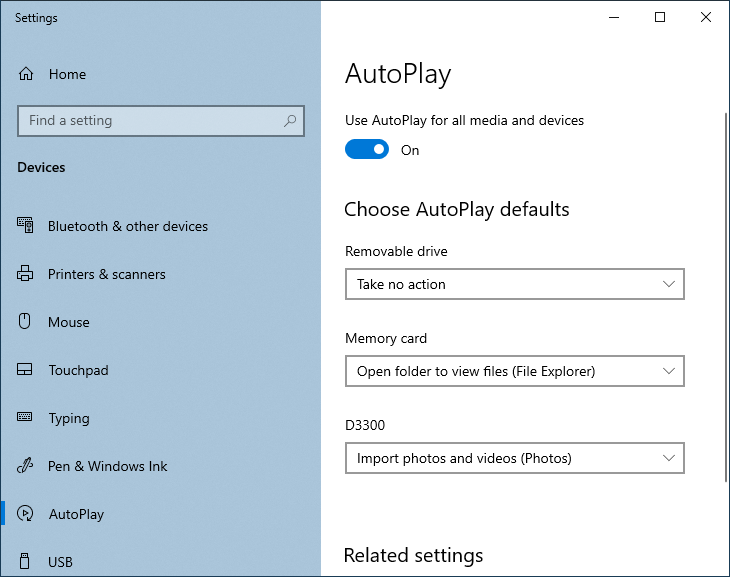 Settings
Home
Find a setting
Devices
Bluetooth & other devices
Printers & scanners
Mouse
Touchpad
Typing
Pen & Windows Ink
AutoPlay
USB
AutoPlay
Use AutoPlay for all media and devices
On
Choose AutoPlay defaults
Removable drive
Take no action
Memory card
Open folder to view files (File Explorer)
D3300
Import photos and videos (Photos)
Related settings